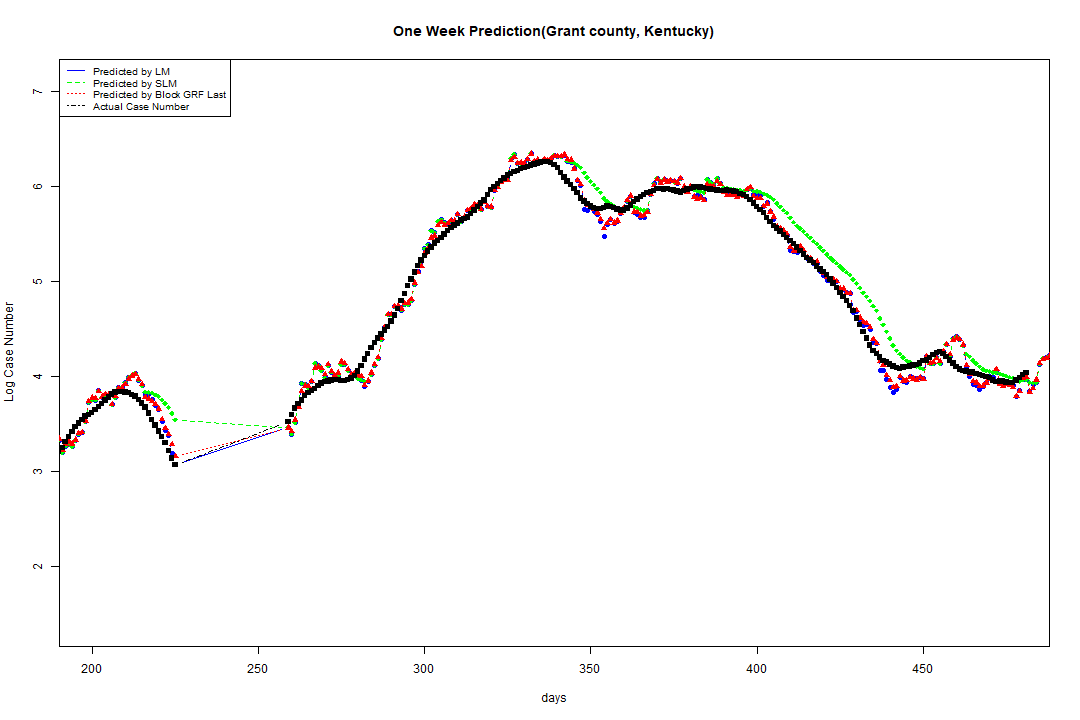 One Week Prediction(Grant county, Kentucky)
Predicted by LM
Predicted by SLM
Predicted by Block GRF Last
Actual Case Number
7
6
5
4
3
2
Log Case Number
200 250 300 350 400 450
days